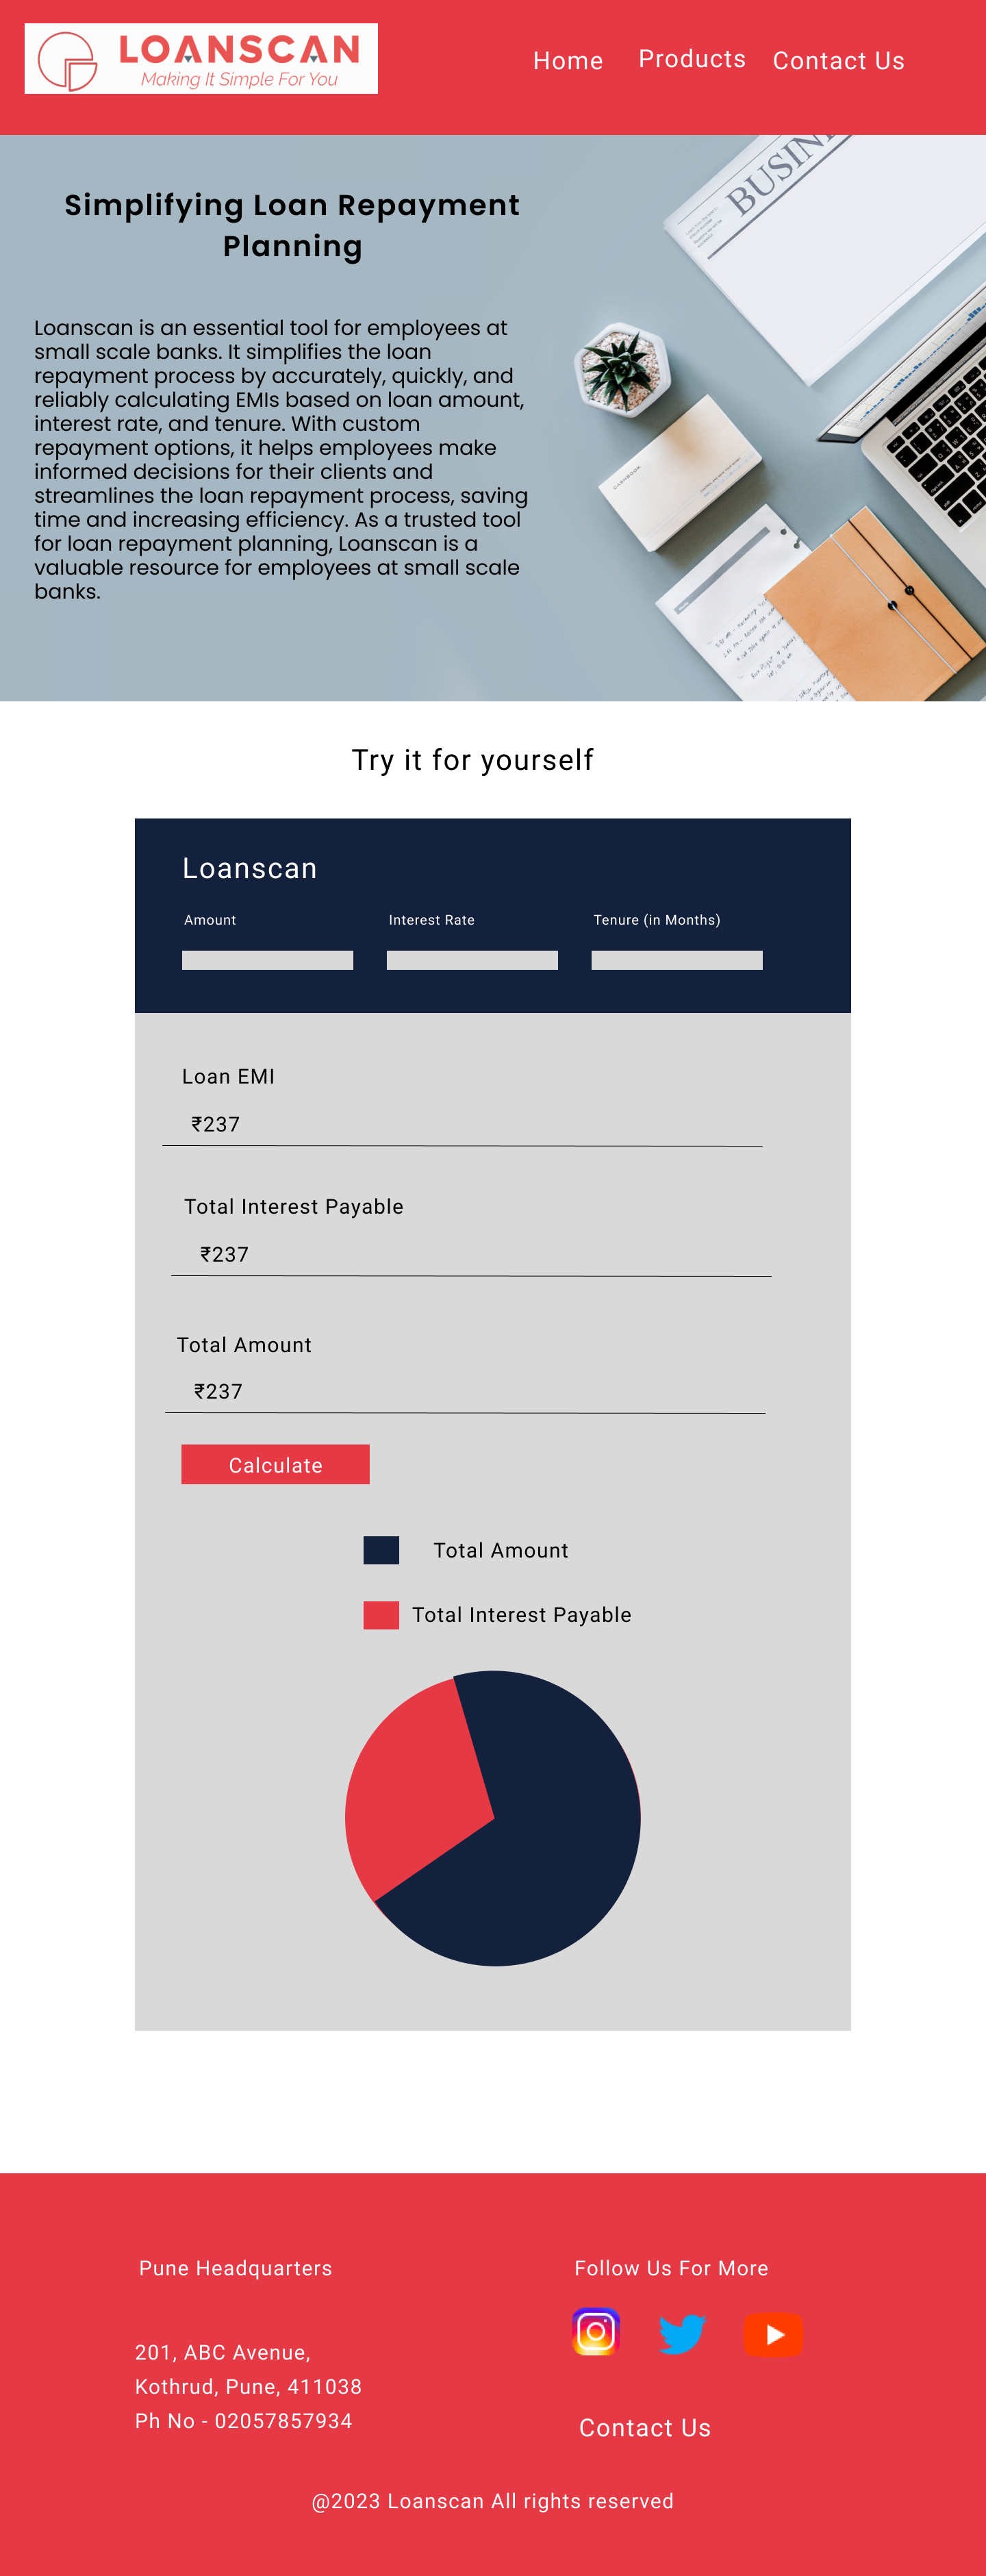 LOANSCAN
Making It Simple For You
Home Products Contact Us
BUSIN
Simplifying Loan Repayment
Planning
Loanscan is an essential tool for employees at
small scale banks. It simplifies the loan
repayment process by accurately, quickly, and
reliably calculating EMIs based on loan amount,
interest rate, and tenure. With custom
repayment options, it helps employees make
informed decisions for their clients and
streamlines the loan repayment process, saving
time and increasing efficiency. As a trusted tool
for loan repayment planning, Loanscan is a
valuable resource for employees at small scale
banks.
CASHBOOK
Try it for yourself
Loanscan
Amount Interest Rate Tenure (in Months)
Loan EMI
₹237
Total Interest Payable
₹237
Total Amount
₹237
Calculate
Total Amount
Total Interest Payable
Pune Headquarters
201, ABC Avenue,
Kothrud, Pune, 411038
Ph No - 02057857934
Follow Us For More
Contact Us
@2023 Loanscan All rights reserved